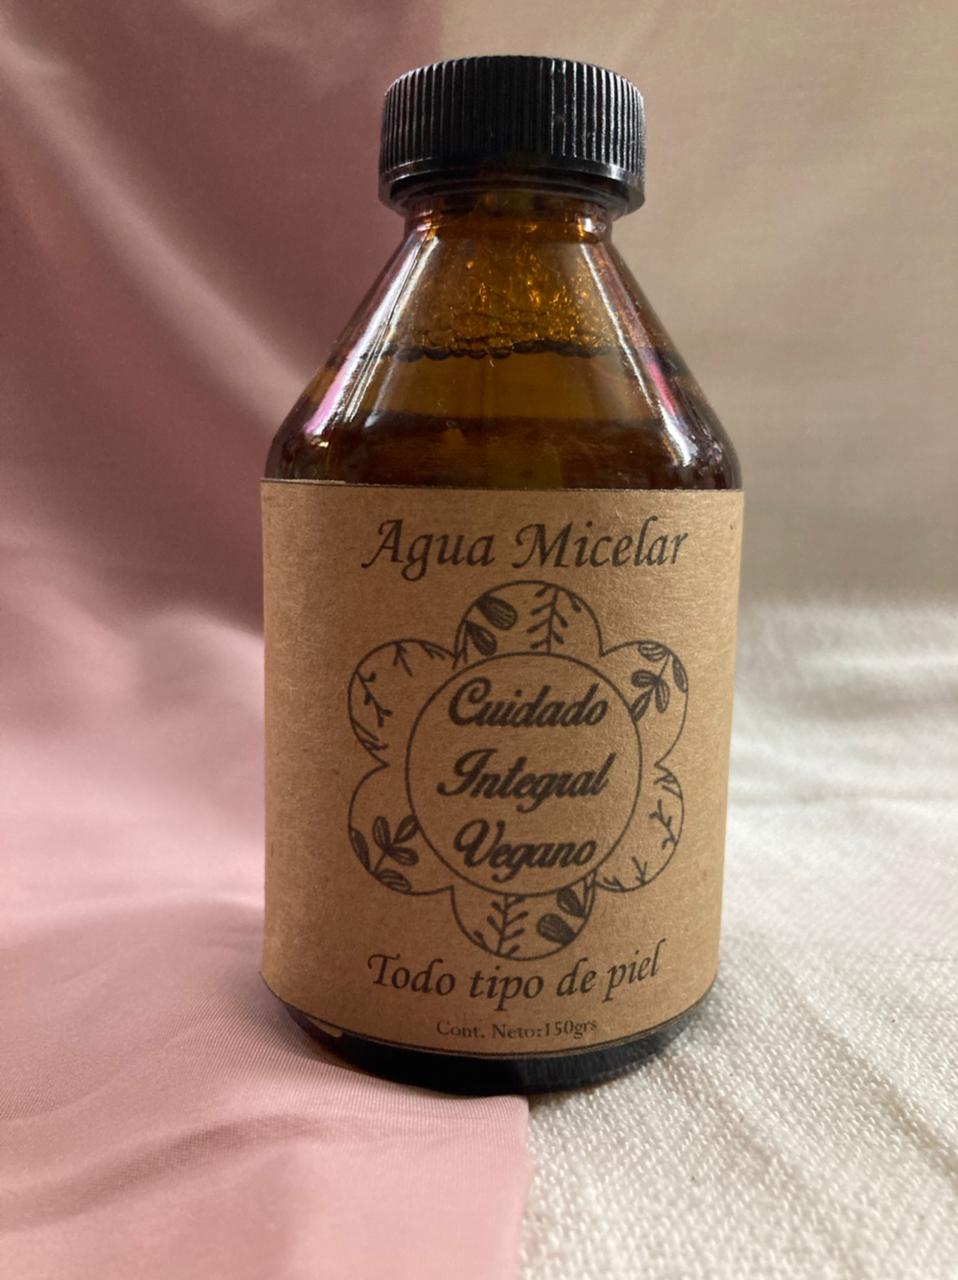 Agua Micelar
Cuidado
Integral
Vegano
Todo tipo de piel
Cont. Neto:150grs